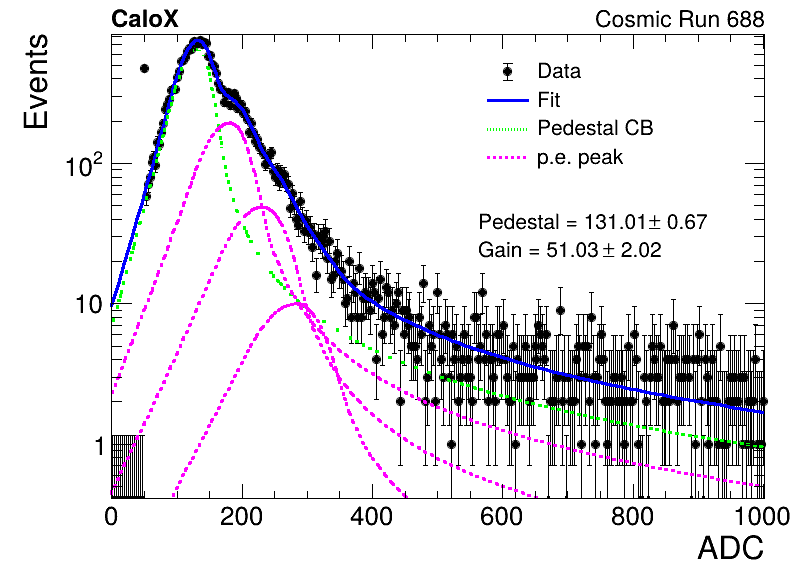 CaloX Cosmic Run 688
Events
Data
Fit
Pedestal CB
p.e. peak
Pedestal = 131.01± 0.67
Gain = 51.03 ± 2.02
10²
10
1
0 200 400 600 800 1000
ADC